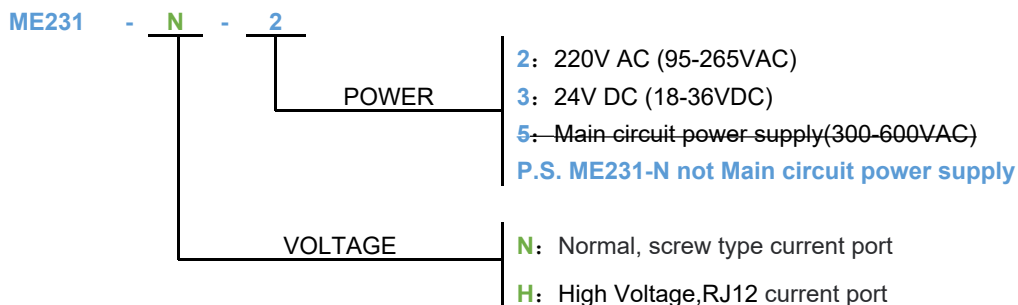 ME231 - N - 2
2：220V AC (95-265VAC)
POWER
3：24V DC (18-36VDC)
5：Main circuit power supply(300-600VAC)
P.S. ME231-N not Main circuit power supply
VOLTAGE
N：Normal, screw type current port
H：High Voltage,RJ12 current port